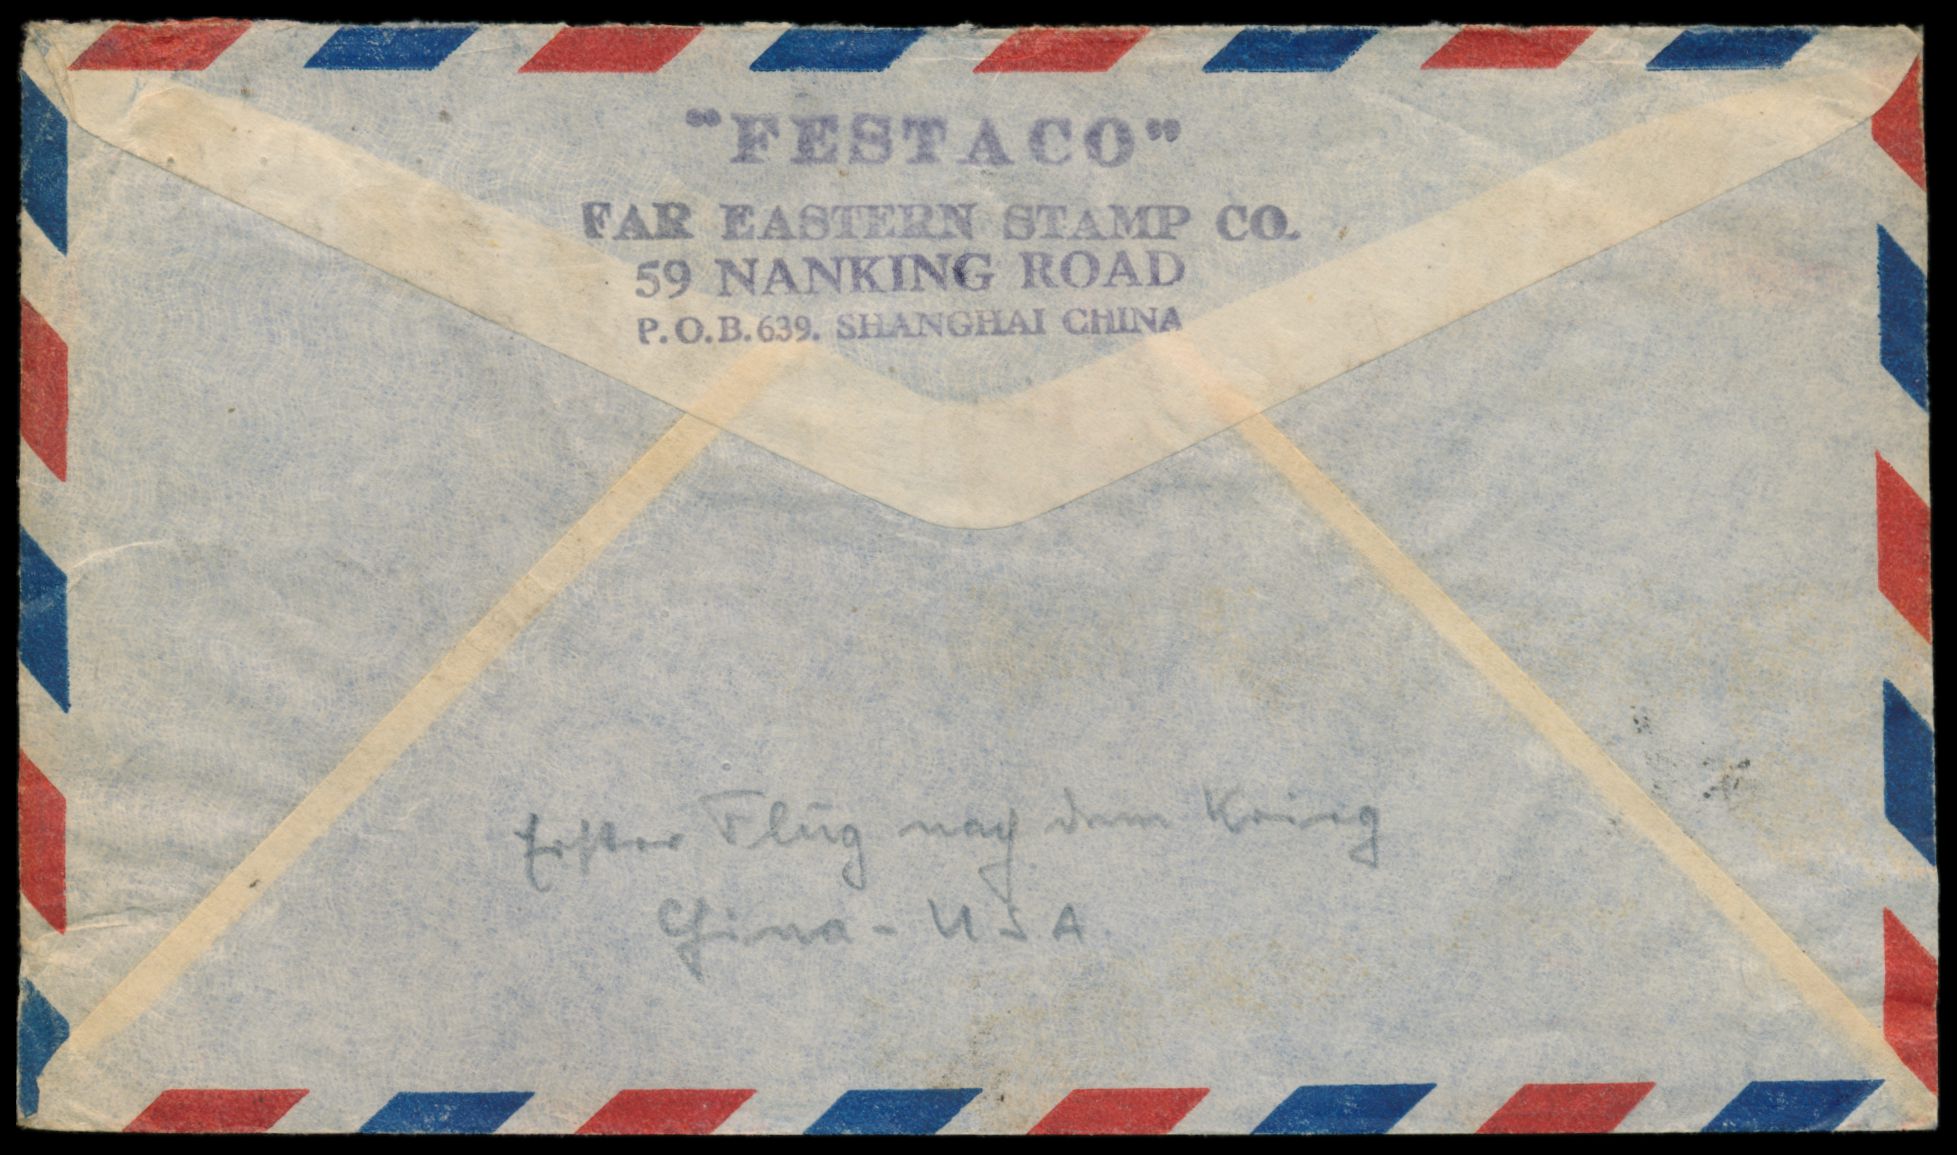 "FESTACO"
FAR EASTERN STAMP CO.
59 NANKING ROAD
P.O.B. 639. SHANGHAI CHINA
Erster Flug nach dem Krieg
China - USA